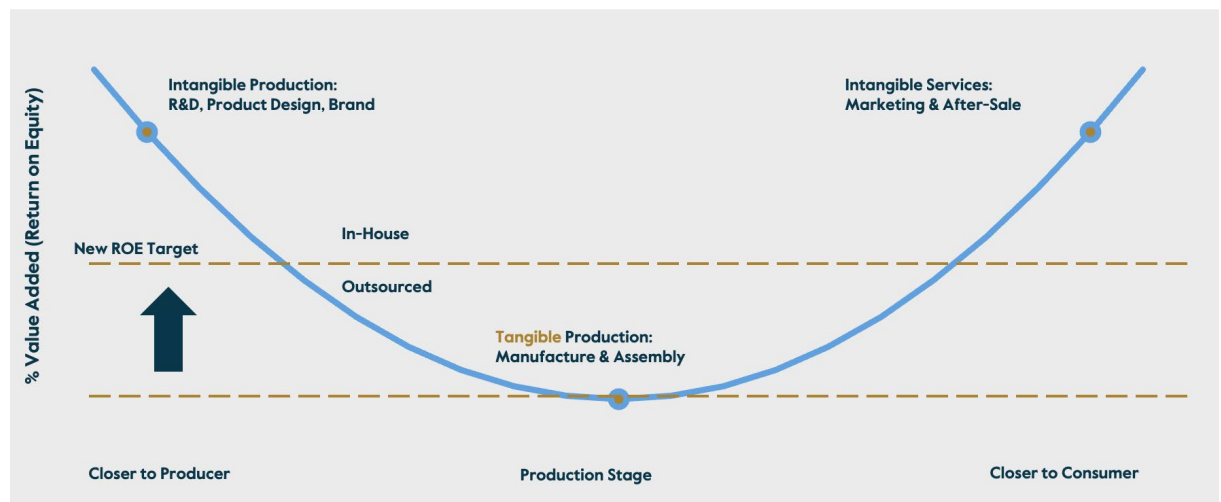 % Value Added (Return on Equity)
Intangible Production:
R&D, Product Design, Brand
Intangible Services:
Marketing & After-Sale
In-House
New ROE Target
Outsourced
Tangible Production:
Manufacture & Assembly
Closer to Producer
Production Stage
Closer to Consumer